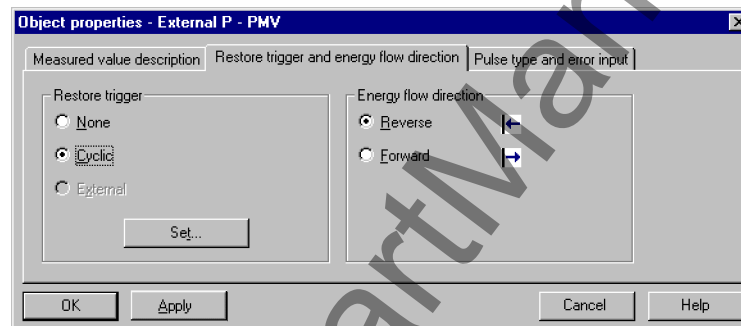 Object properties - External P - PMV
Measured value description
Restore trigger and energy flow direction
Pulse type and error input
Restore trigger
None
Cyclic
External
Set...
Energy flow direction
Reverse
Forward
OK
Apply
Cancel
Help